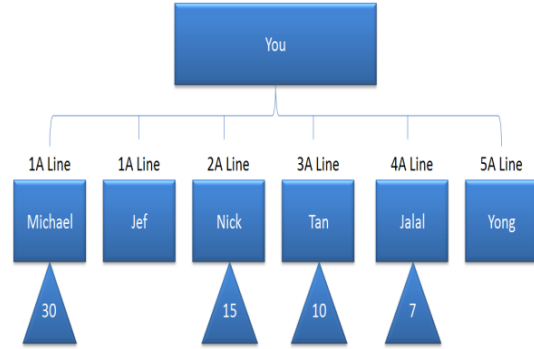 You
1A Line 1A Line 2A Line 3A Line 4A Line 5A Line
Michael Jef Nick Tan Jalal Yong
30 15 10 7